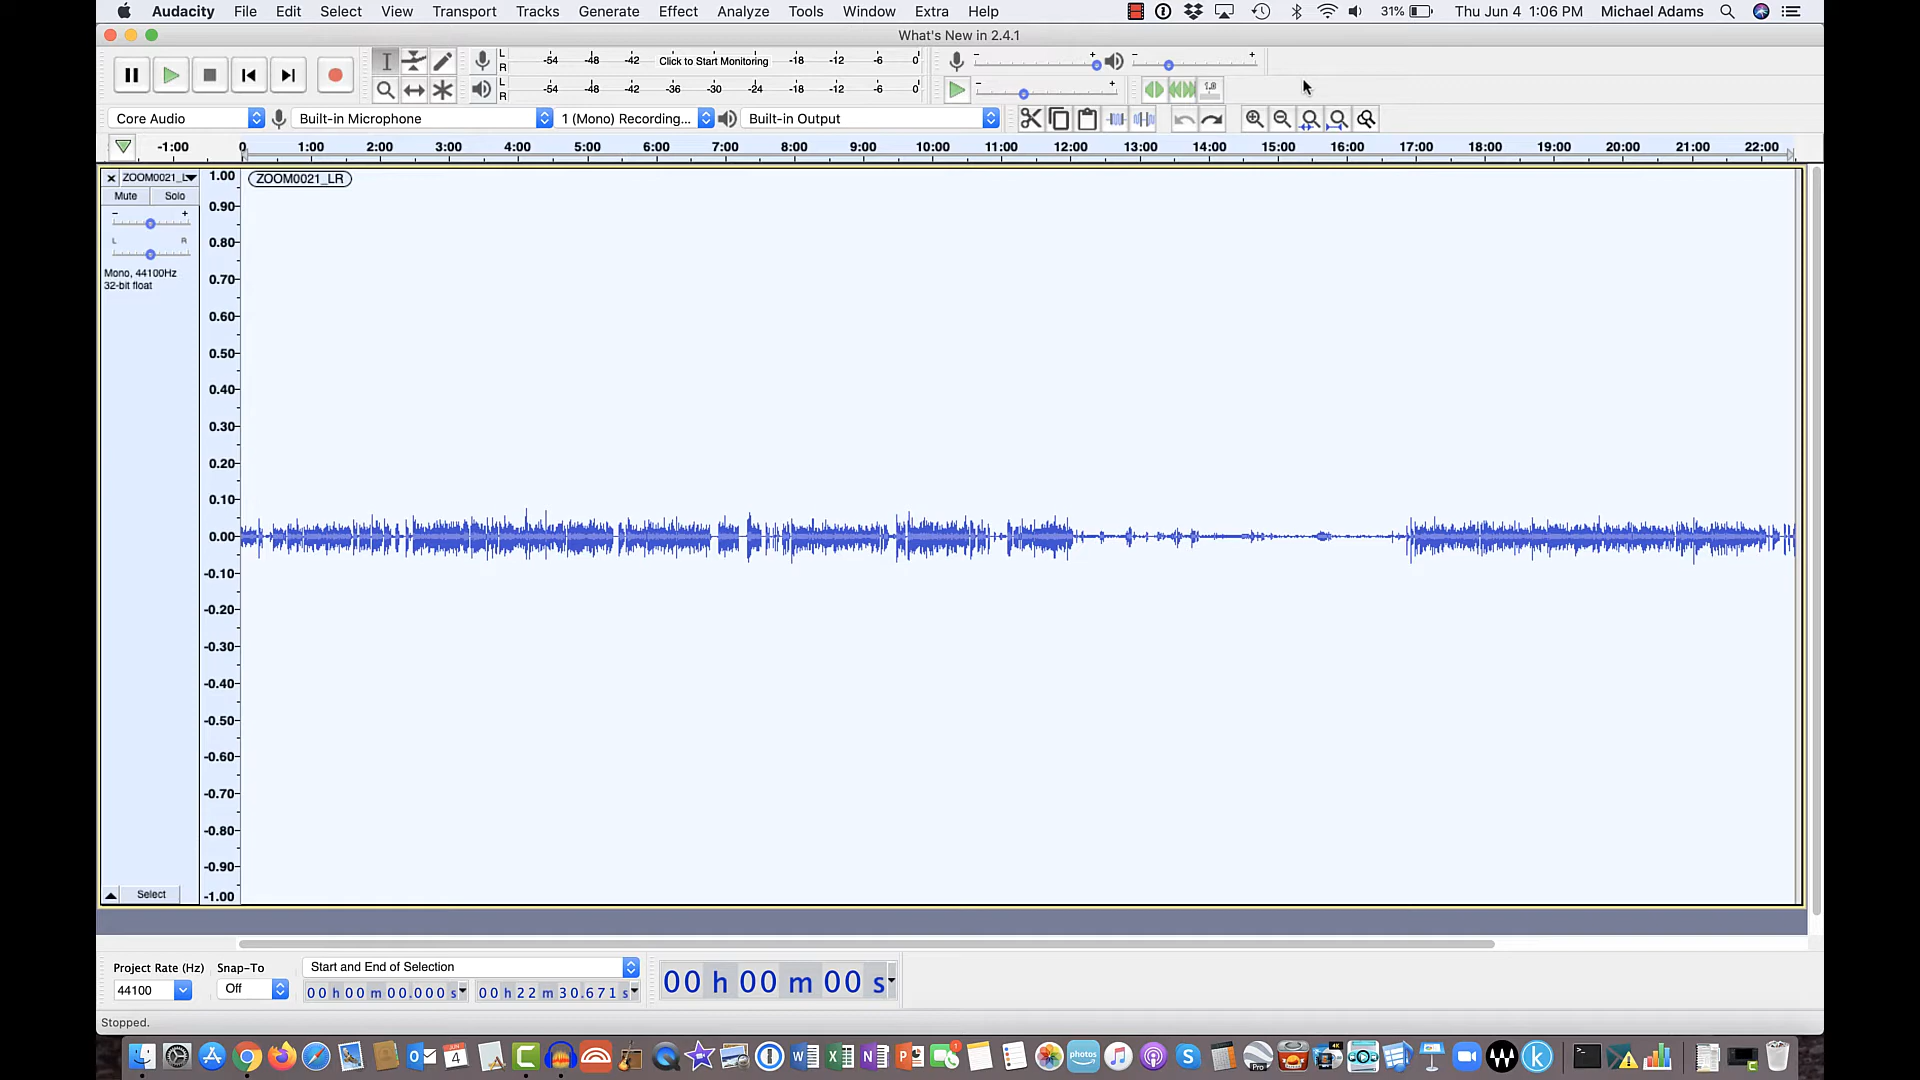 Audacity File Edit Select View Transport Tracks Generate Effect Analyze Tools Window Extra Help 31% Thu Jun 4 1:06 PM Michael Adams
What's New in 2.4.1
L
R
-54 -48 -42 Click to Start Monitoring -18 -12 -6 0
- + - +
L
R
-54 -48 -42 -36 -30 -24 -18 -12 -6 0
- +
1.0
Core Audio Built-in Microphone 1 (Mono) Recording... Built-in Output
-1:00 0 1:00 2:00 3:00 4:00 5:00 6:00 7:00 8:00 9:00 10:00 11:00 12:00 13:00 14:00 15:00 16:00 17:00 18:00 19:00 20:00 21:00 22:00
ZOOM0021_L
Mute Solo
- +
L R
Mono, 44100Hz
32-bit float
Select
ZOOM0021_LR
1.00
0.90
0.80
0.70
0.60
0.50
0.40
0.30
0.20
0.10
0.00
-0.10
-0.20
-0.30
-0.40
-0.50
-0.60
-0.70
-0.80
-0.90
-1.00
Project Rate (Hz) Snap-To Start and End of Selection
44100 Off 00 h 00 m 00.000 s 00 h 22 m 30.671 s
00 h 00 m 00 s
Stopped.
JUN
4
photos
Pro
4K
1